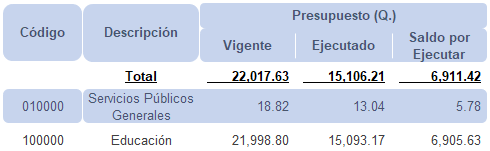 Código Descripción Presupuesto (Q.)
Vigente Ejecutado Saldo por Ejecutar
Total 22,017.63 15,106.21 6,911.42
010000 Servicios Públicos Generales 18.82 13.04 5.78
100000 Educación 21,998.80 15,093.17 6,905.63